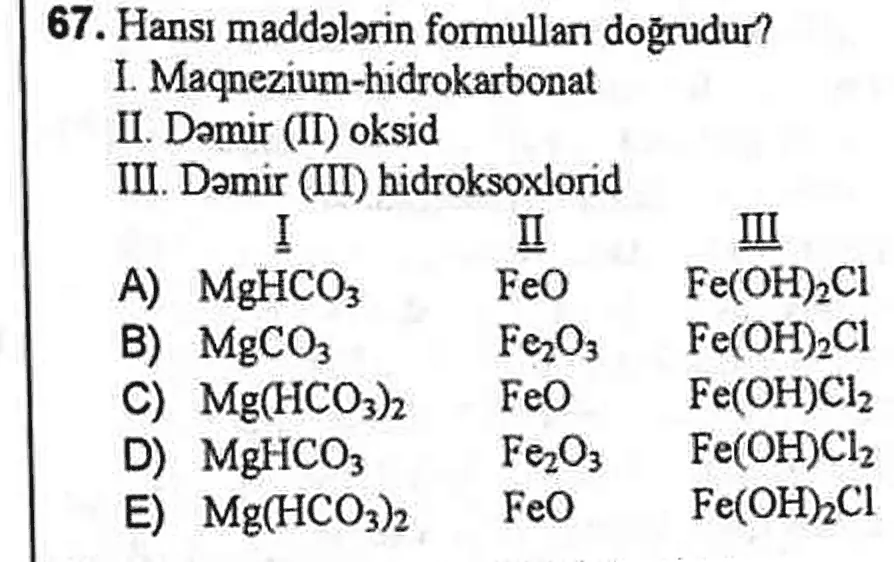 67. Hansı maddələrin formulları doğrudur?
I. Maqnezium-hidrokarbonat
II. Dəmir (II) oksid
III. Dəmir (III) hidroksoxlorid
I II III
A) MgHCO₃ FeO Fe(OH)₂Cl
B) MgCO₃ Fe₂O₃ Fe(OH)₂Cl
C) Mg(HCO₃)₂ FeO Fe(OH)Cl₂
D) MgHCO₃ Fe₂O₃ Fe(OH)Cl₂
E) Mg(HCO₃)₂ FeO Fe(OH)₂Cl